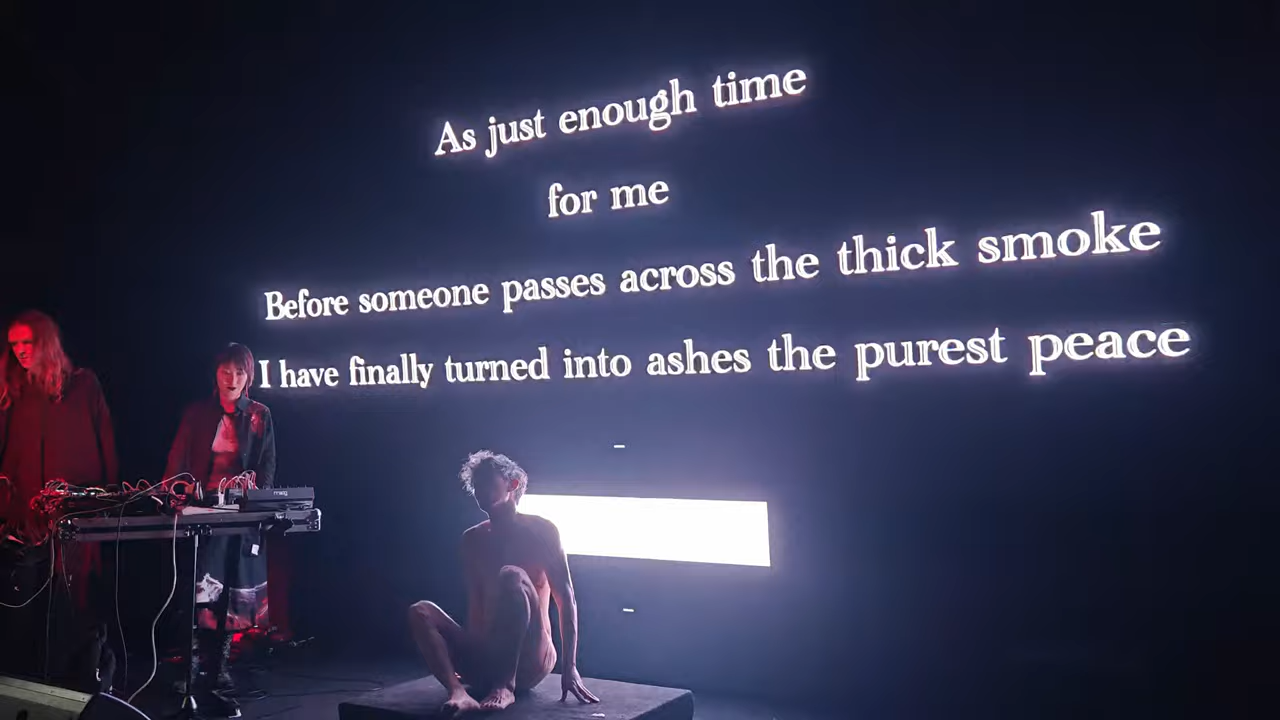 As just enough time
for me
Before someone passes across the thick smoke
I have finally turned into ashes the purest peace
moog